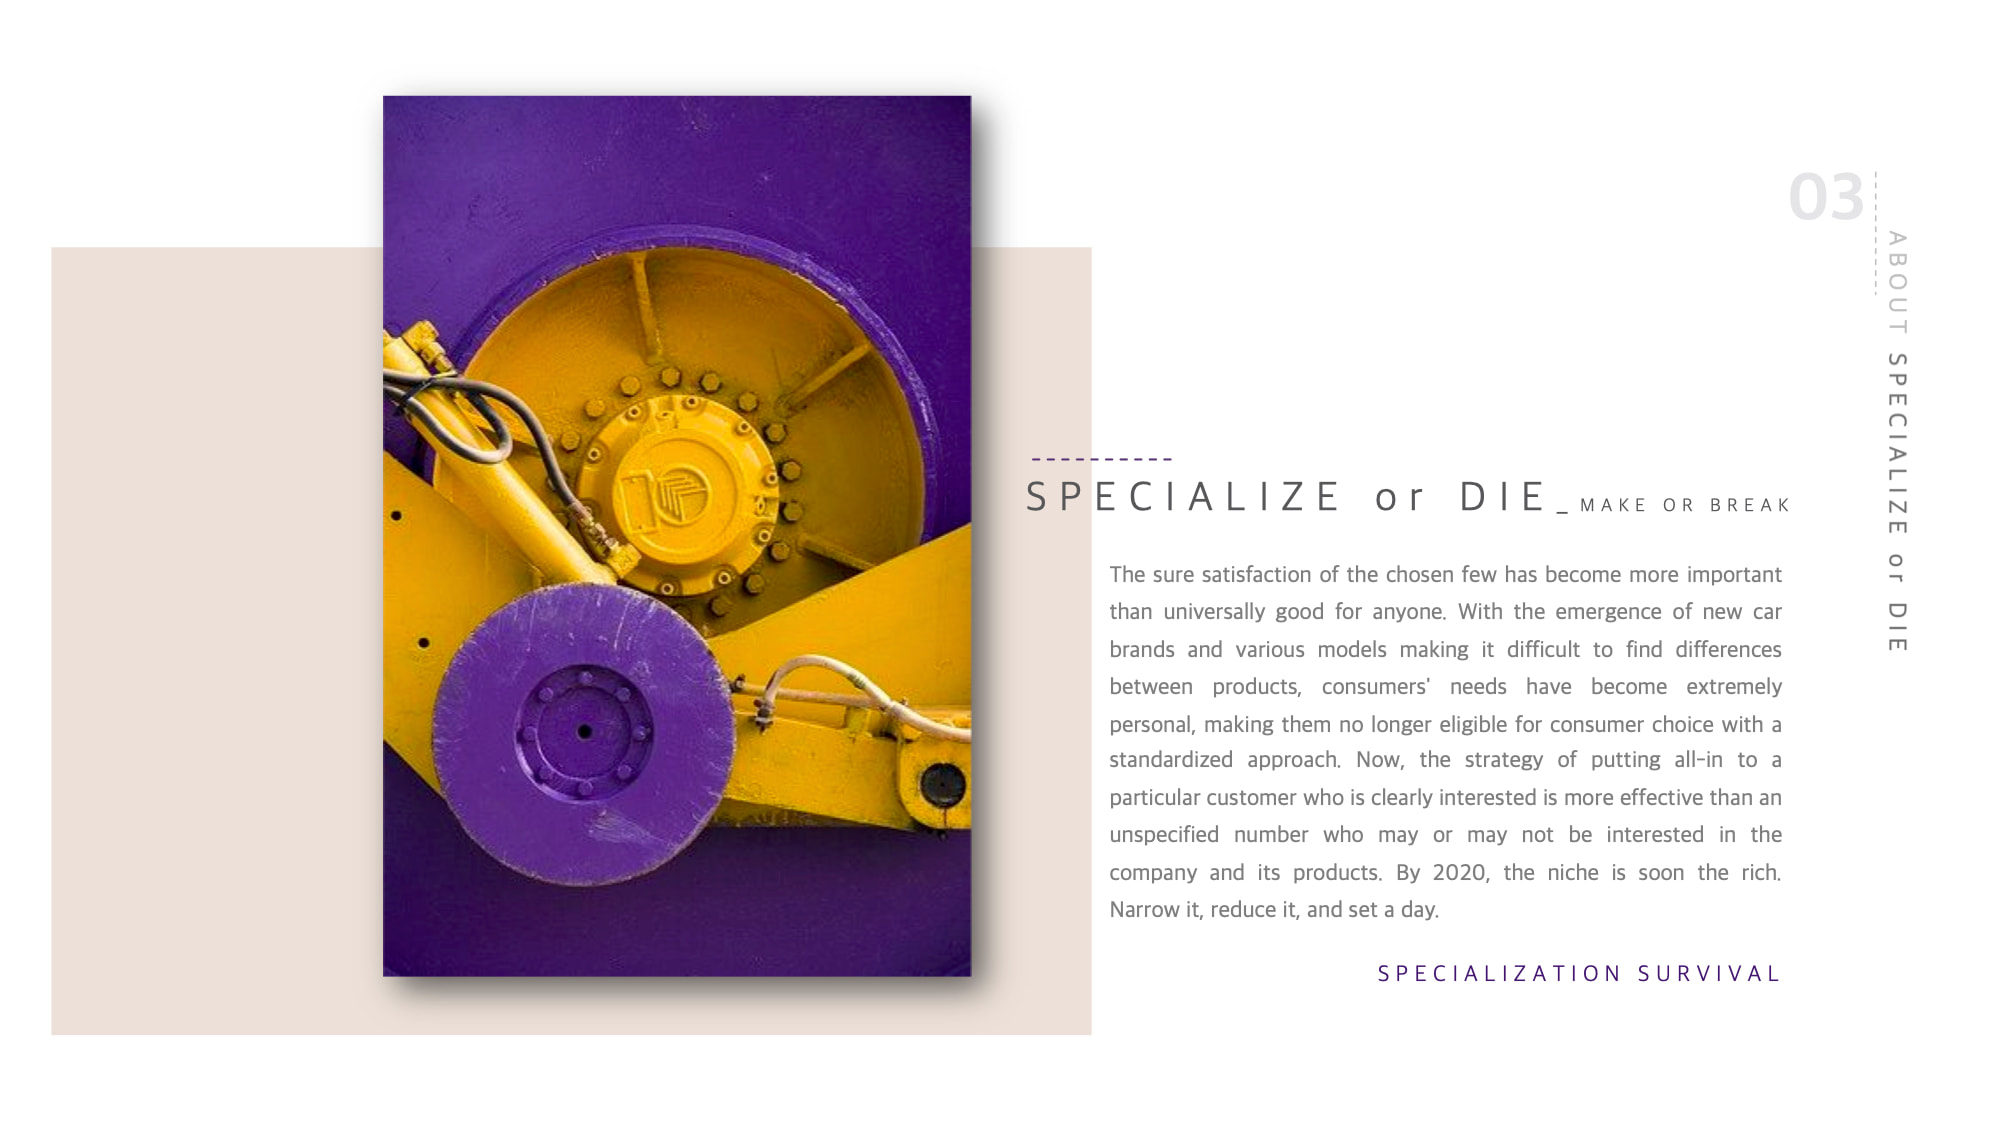 03
ABOUT SPECIALIZE or DIE
SPECIALIZE or DIE_MAKE OR BREAK
The sure satisfaction of the chosen few has become more important
than universally good for anyone. With the emergence of new car
brands and various models making it difficult to find differences
between products, consumers' needs have become extremely
personal, making them no longer eligible for consumer choice with a
standardized approach. Now, the strategy of putting all-in to a
particular customer who is clearly interested is more effective than an
unspecified number who may or may not be interested in the
company and its products. By 2020, the niche is soon the rich.
Narrow it, reduce it, and set a day.
SPECIALIZATION SURVIVAL